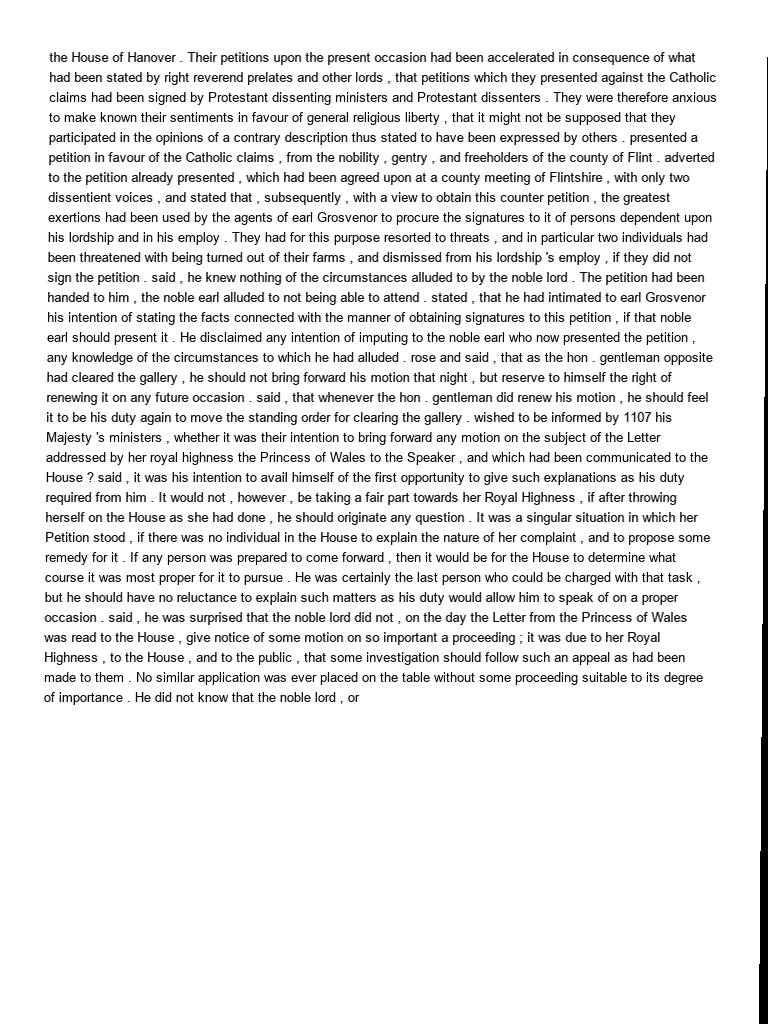 the House of Hanover . Their petitions upon the present occasion had been accelerated in consequence of what
had been stated by right reverend prelates and other lords , that petitions which they presented against the Catholic
claims had been signed by Protestant dissenting ministers and Protestant dissenters . They were therefore anxious
to make known their sentiments in favour of general religious liberty , that it might not be supposed that they
participated in the opinions of a contrary description thus stated to have been expressed by others . presented a
petition in favour of the Catholic claims , from the nobility , gentry , and freeholders of the county of Flint . adverted
to the petition already presented , which had been agreed upon at a county meeting of Flintshire , with only two
dissentient voices , and stated that , subsequently , with a view to obtain this counter petition , the greatest
exertions had been used by the agents of earl Grosvenor to procure the signatures to it of persons dependent upon
his lordship and in his employ . They had for this purpose resorted to threats , and in particular two individuals had
been threatened with being turned out of their farms , and dismissed from his lordship 's employ , if they did not
sign the petition . said , he knew nothing of the circumstances alluded to by the noble lord . The petition had been
handed to him , the noble earl alluded to not being able to attend . stated , that he had intimated to earl Grosvenor
his intention of stating the facts connected with the manner of obtaining signatures to this petition , if that noble
earl should present it . He disclaimed any intention of imputing to the noble earl who now presented the petition ,
any knowledge of the circumstances to which he had alluded . rose and said , that as the hon . gentleman opposite
had cleared the gallery , he should not bring forward his motion that night , but reserve to himself the right of
renewing it on any future occasion . said , that whenever the hon . gentleman did renew his motion , he should feel
it to be his duty again to move the standing order for clearing the gallery . wished to be informed by 1107 his
Majesty 's ministers , whether it was their intention to bring forward any motion on the subject of the Letter
addressed by her royal highness the Princess of Wales to the Speaker , and which had been communicated to the
House ? said , it was his intention to avail himself of the first opportunity to give such explanations as his duty
required from him . It would not , however , be taking a fair part towards her Royal Highness , if after throwing
herself on the House as she had done , he should originate any question . It was a singular situation in which her
Petition stood , if there was no individual in the House to explain the nature of her complaint , and to propose some
remedy for it . If any person was prepared to come forward , then it would be for the House to determine what
course it was most proper for it to pursue . He was certainly the last person who could be charged with that task ,
but he should have no reluctance to explain such matters as his duty would allow him to speak of on a proper
occasion . said , he was surprised that the noble lord did not , on the day the Letter from the Princess of Wales
was read to the House , give notice of some motion on so important a proceeding ; it was due to her Royal
Highness , to the House , and to the public , that some investigation should follow such an appeal as had been
made to them . No similar application was ever placed on the table without some proceeding suitable to its degree
of importance . He did not know that the noble lord , or